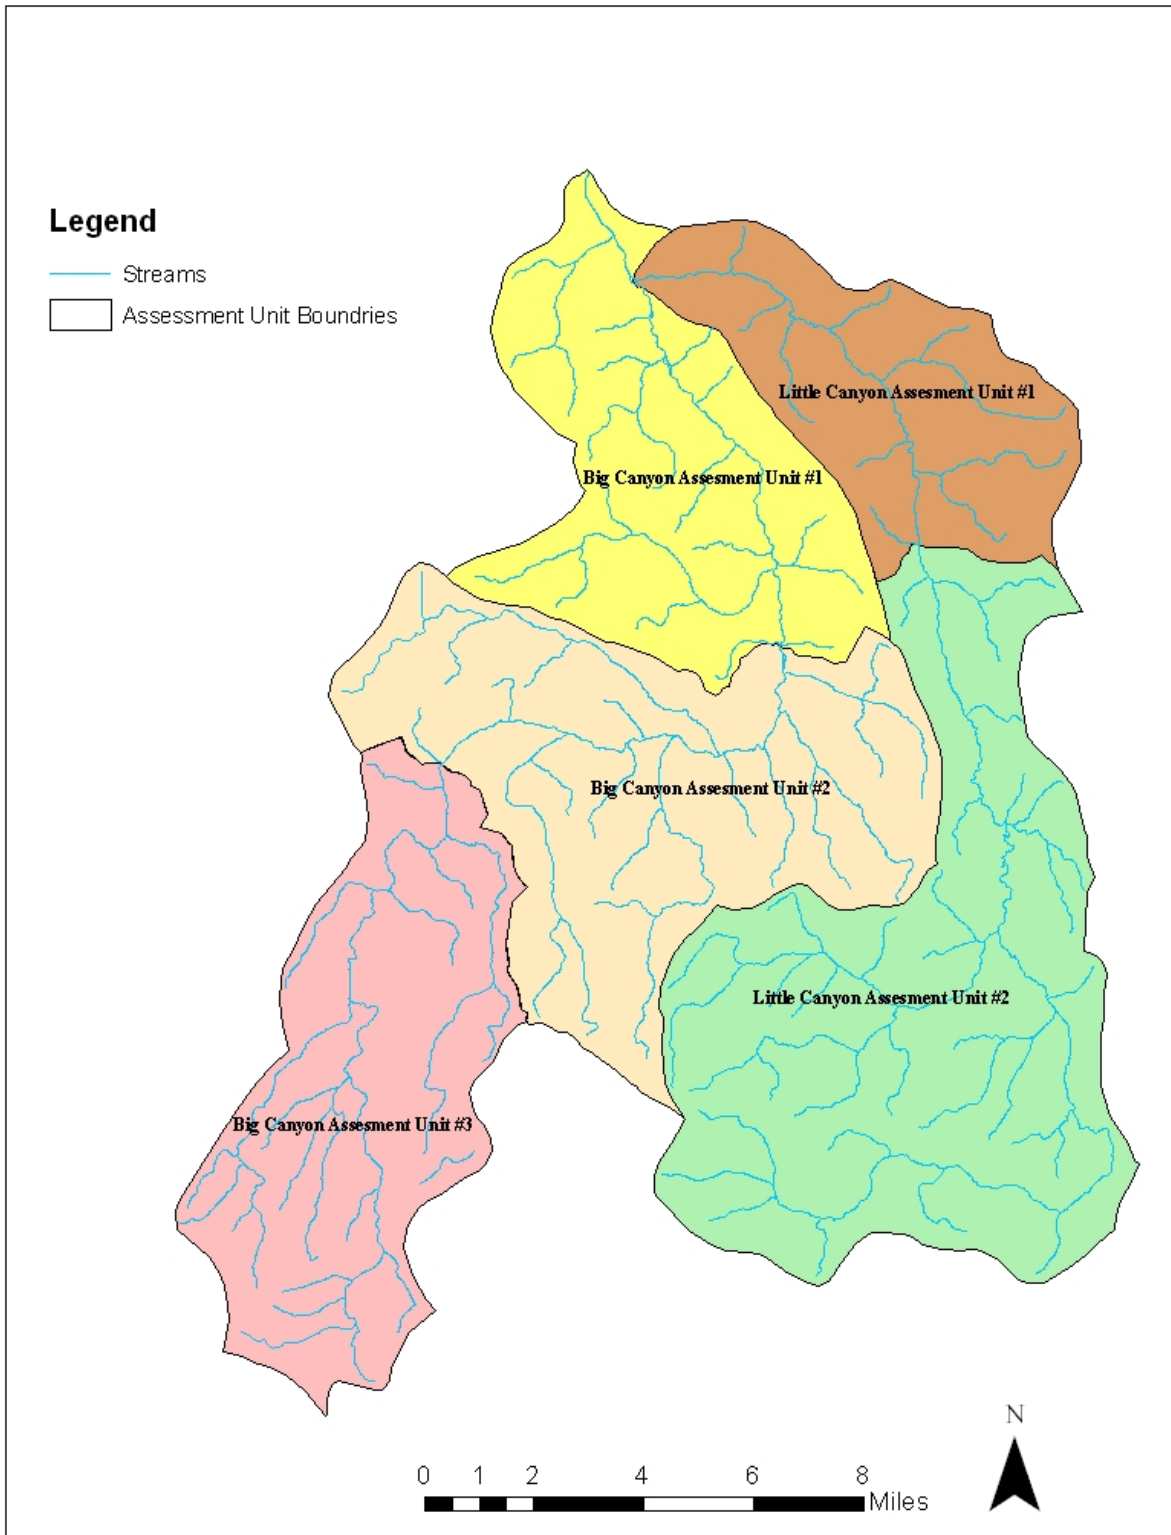 Legend
Streams
Assessment Unit Boundries
Little Canyon Assesment Unit #1
Big Canyon Assesment Unit #1
Big Canyon Assesment Unit #2
Little Canyon Assesment Unit #2
Big Canyon Assesment Unit #3
N
0 1 2 4 6 8
Miles